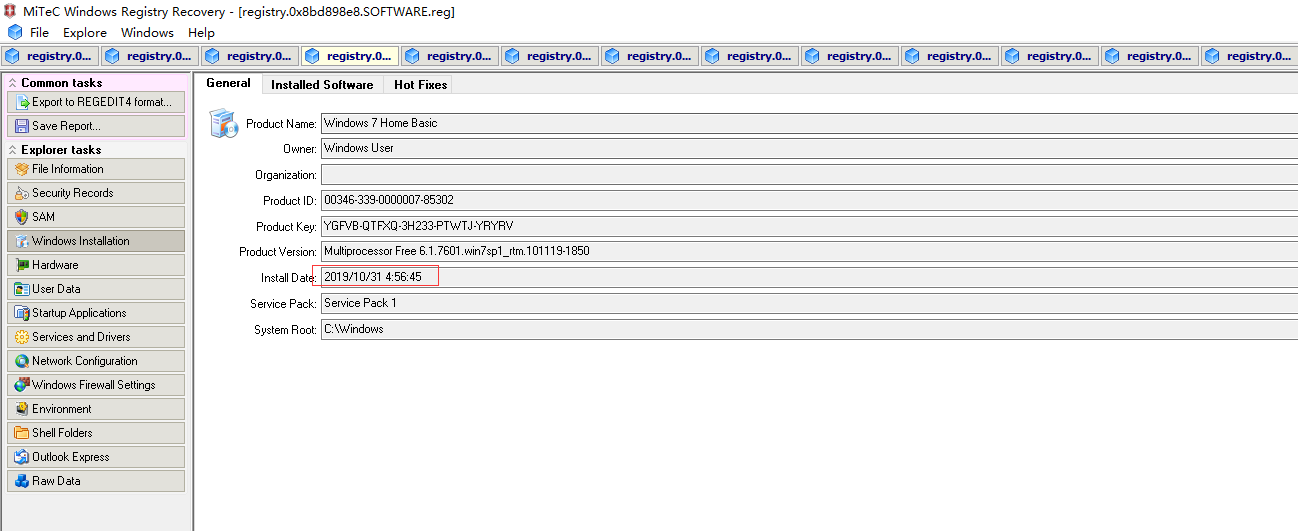 MiTeC Windows Registry Recovery - [registry.0x8bd898e8.SOFTWARE.reg]
File Explore Windows Help
registry.0... registry.0... registry.0... registry.0... registry.0... registry.0... registry.0... registry.0... registry.0... registry.0... registry.0... registry.0... registry.0...
Common tasks
Export to REGEDIT4 format...
Save Report...
Explorer tasks
File Information
Security Records
SAM
Windows Installation
Hardware
User Data
Startup Applications
Services and Drivers
Network Configuration
Windows Firewall Settings
Environment
Shell Folders
Outlook Express
Raw Data
General Installed Software Hot Fixes
Product Name: Windows 7 Home Basic
Owner: Windows User
Organization:
Product ID: 00346-339-0000007-85302
Product Key: YGFVB-QTFXQ-3H233-PTWTJ-YRYRV
Product Version: Multiprocessor Free 6.1.7601.win7sp1_rtm.101119-1850
Install Date: 2019/10/31 4:56:45
Service Pack: Service Pack 1
System Root: C:\Windows